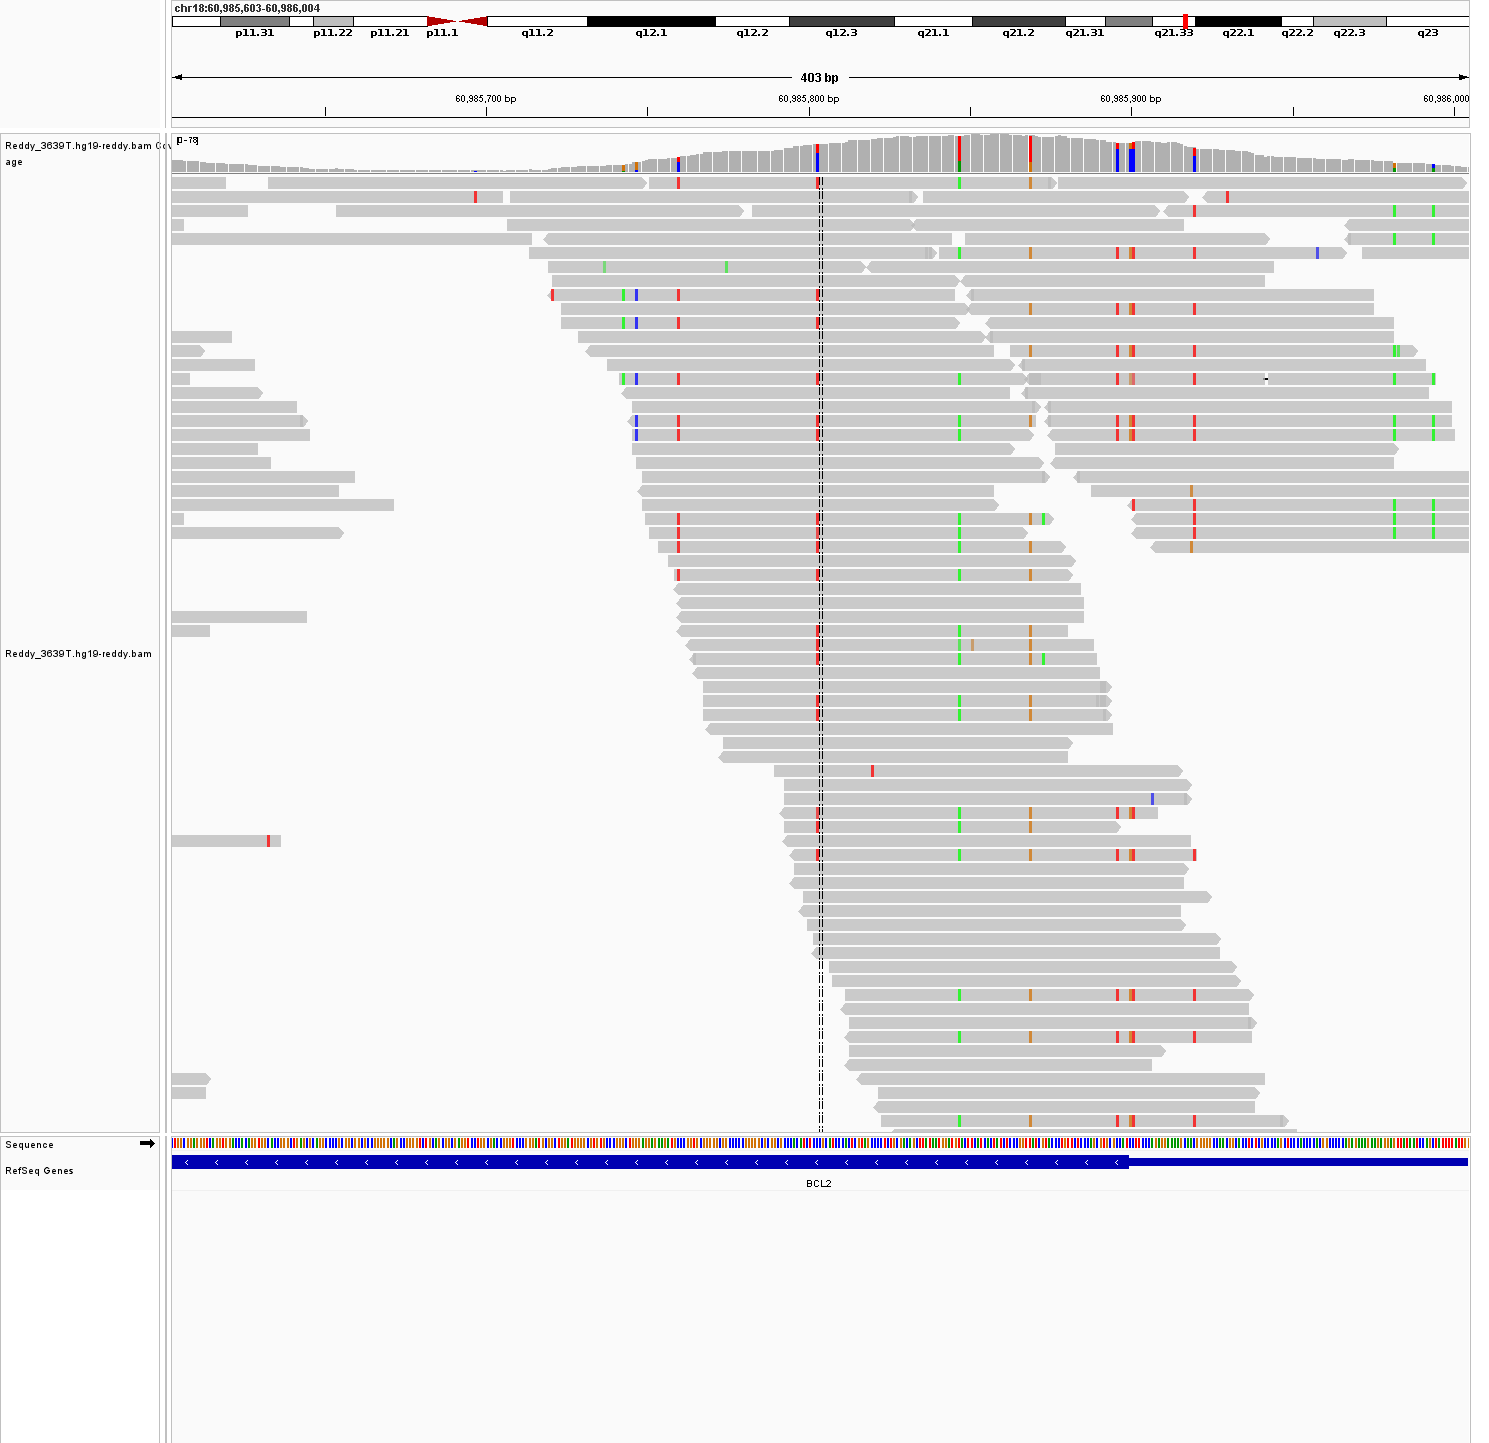 chr18:60,985,603-60,986,004
p11.31 p11.22 p11.21 p11.1 q11.2 q12.1 q12.2 q12.3 q21.1 q21.2 q21.31 q21.33 q22.1 q22.2 q22.3 q23
403 bp
60,985,700 bp 60,985,800 bp 60,985,900 bp 60,986,000
[0 - 78]
Reddy_3639T.hg19-reddy.bam Cov
age
Reddy_3639T.hg19-reddy.bam
Sequence
RefSeq Genes
BCL2